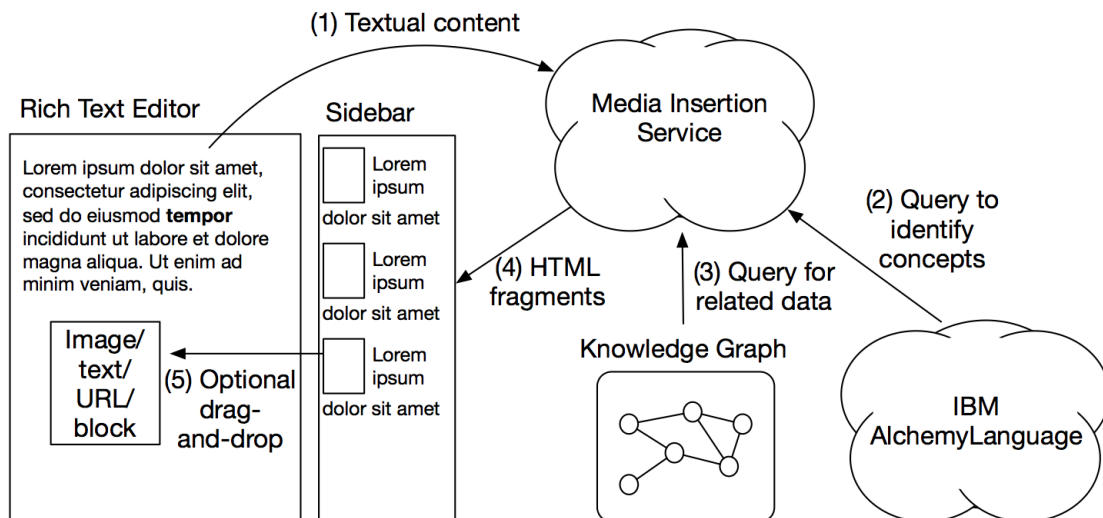 (1) Textual content
Rich Text Editor
Lorem ipsum dolor sit amet,
consectetur adipiscing elit,
sed do eiusmod tempor
incididunt ut labore et dolore
magna aliqua. Ut enim ad
minim veniam, quis.
Image/
text/
URL/
block
Sidebar
Lorem
ipsum
dolor sit amet
Lorem
ipsum
dolor sit amet
Lorem
ipsum
dolor sit amet
(5) Optional
drag-
and-drop
Media Insertion
Service
(4) HTML
fragments
(3) Query for
related data
(2) Query to
identify
concepts
Knowledge Graph
IBM
AlchemyLanguage